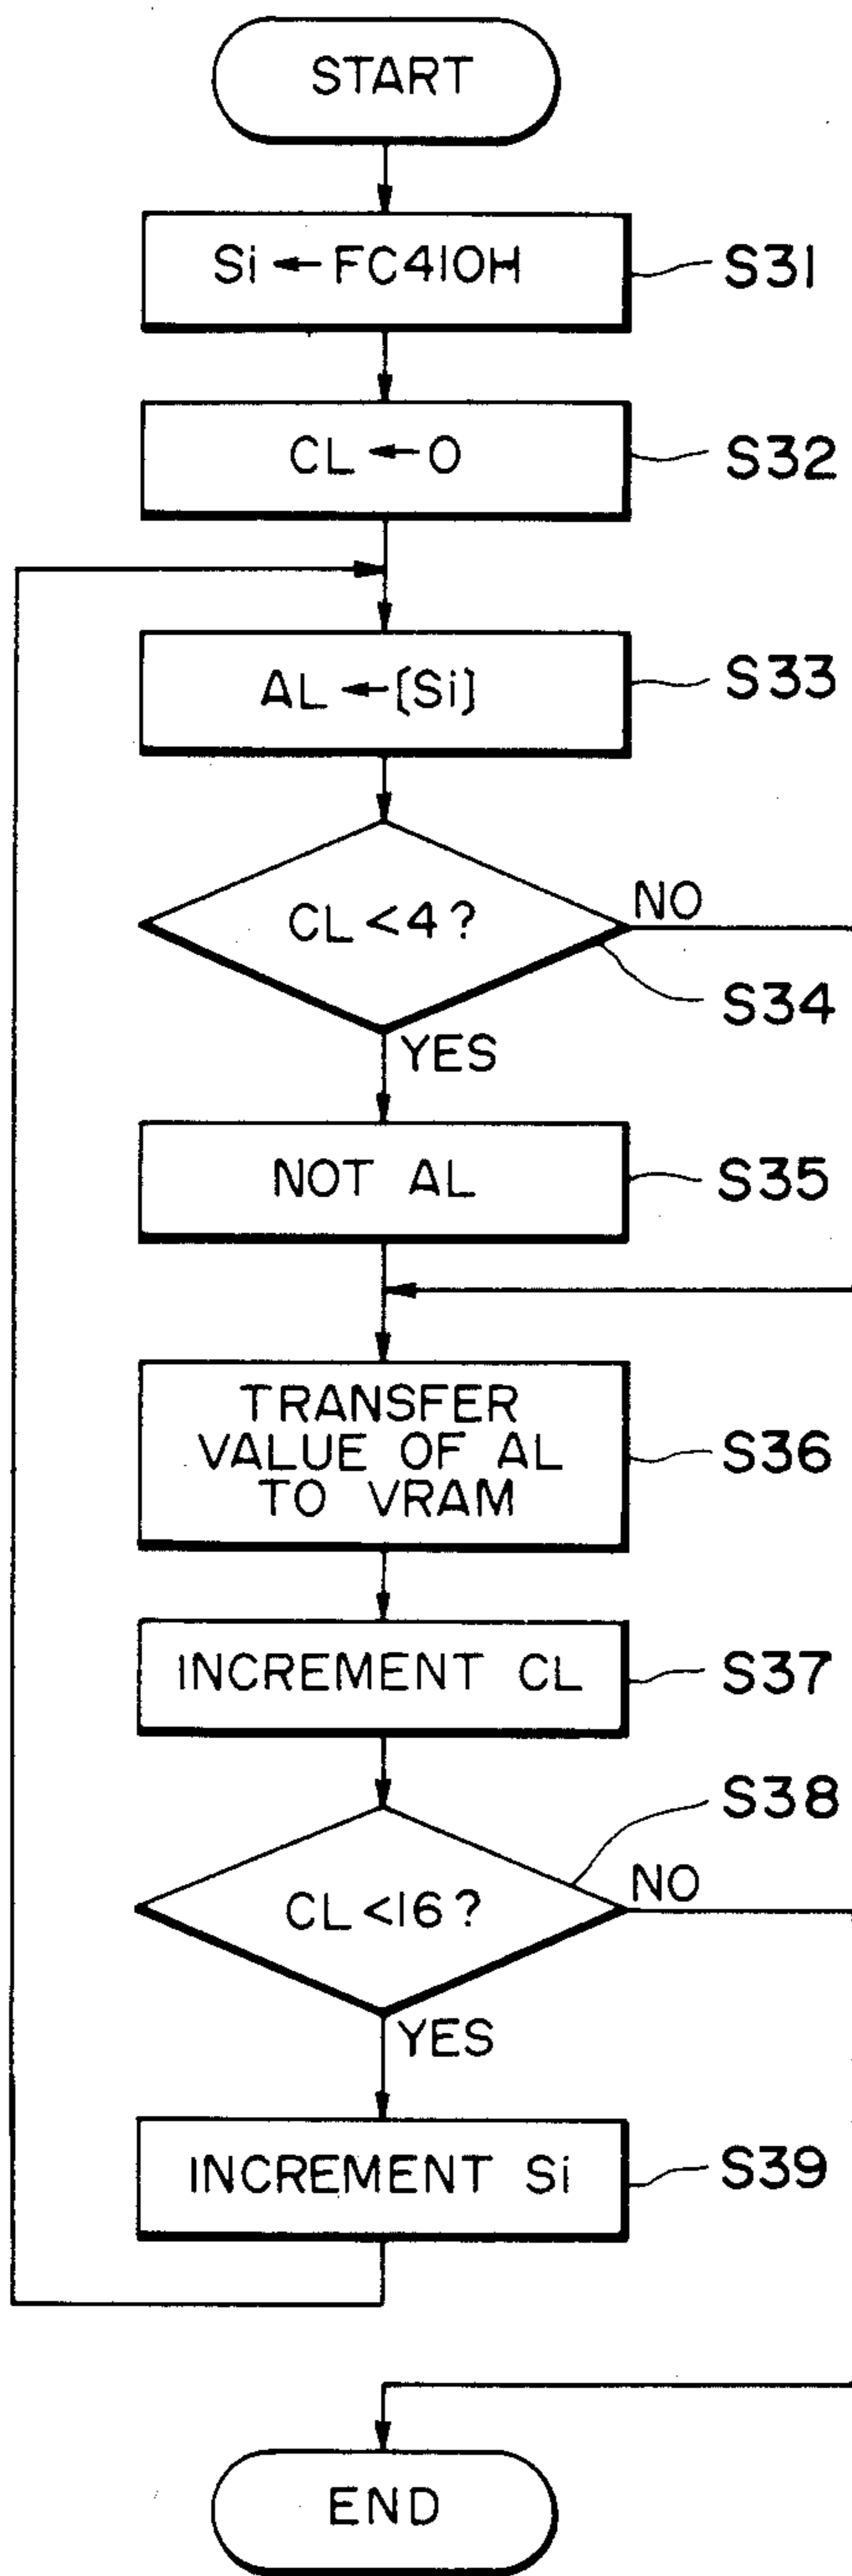 START
Si ← FC410H
S31
CL ← 0
S32
AL ← [Si]
S33
CL < 4 ?
NO
S34
YES
NOT AL
S35
TRANSFER
VALUE OF AL
TO VRAM
S36
INCREMENT CL
S37
S38
CL < 16 ?
NO
YES
INCREMENT Si
S39
END